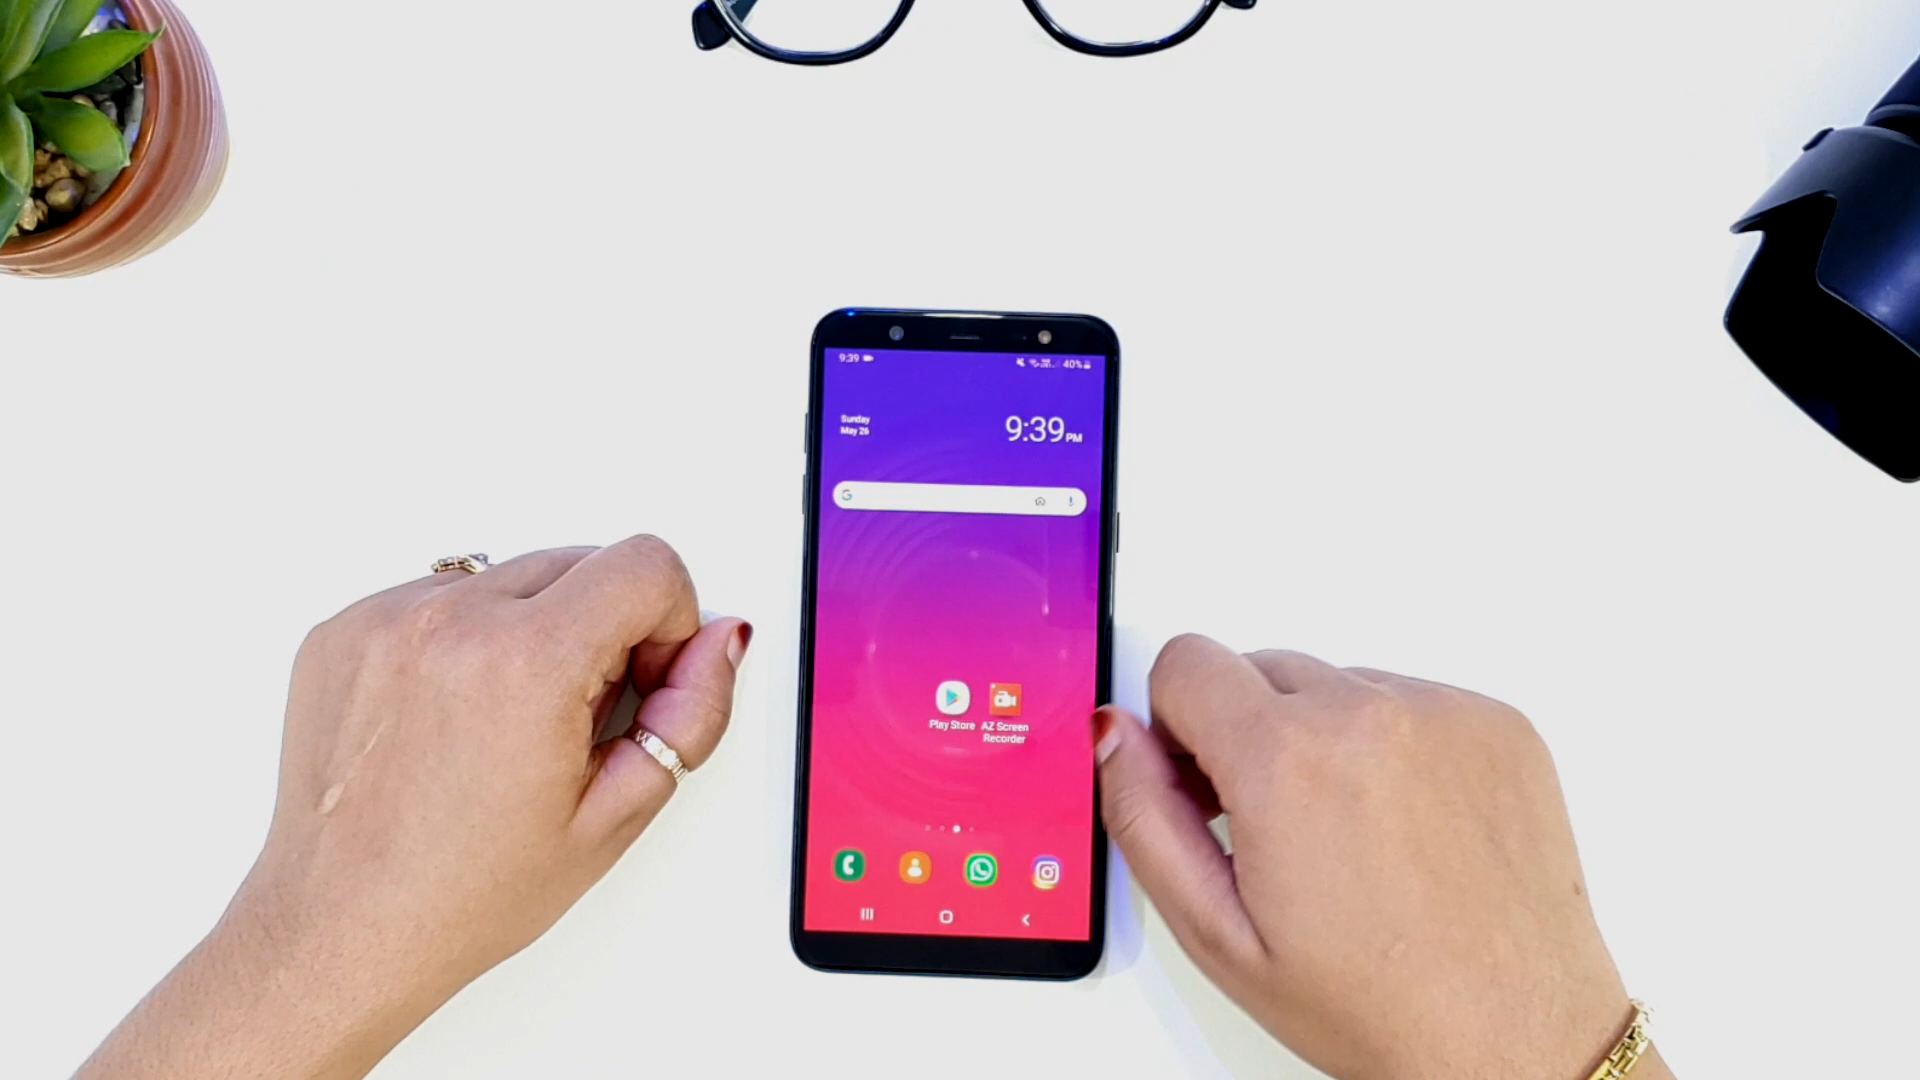 9:39
40%
Sunday
May 26
9:39 PM
G
Play Store
AZ Screen
Recorder